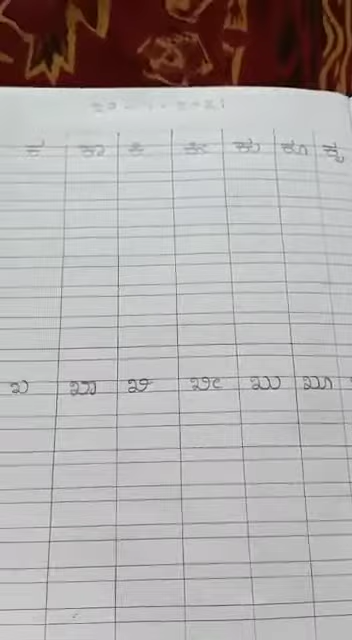 ಕ ಕಾ ಕಿ ಕೀ ಕು ಕೂ ಕೃ
ಖ ಖಾ ಖಿ ಖೀ ಖು ಖೂ